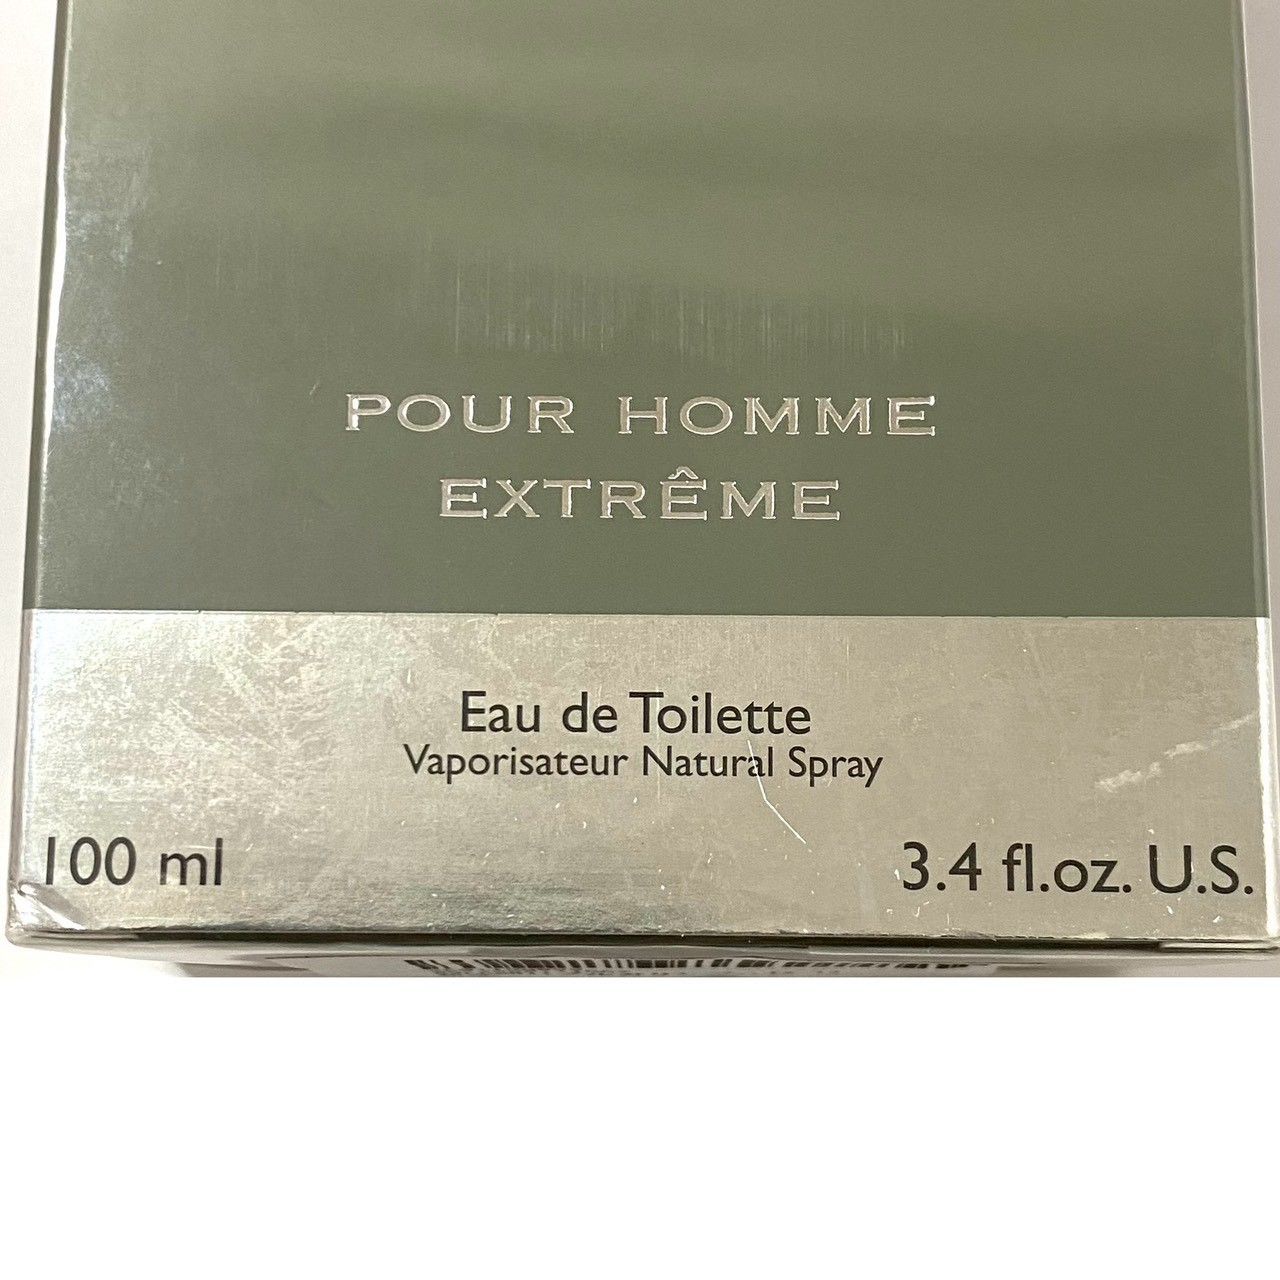 POUR HOMME
EXTRÊME
Eau de Toilette
Vaporisateur Natural Spray
100 ml
3.4 fl.oz. U.S.